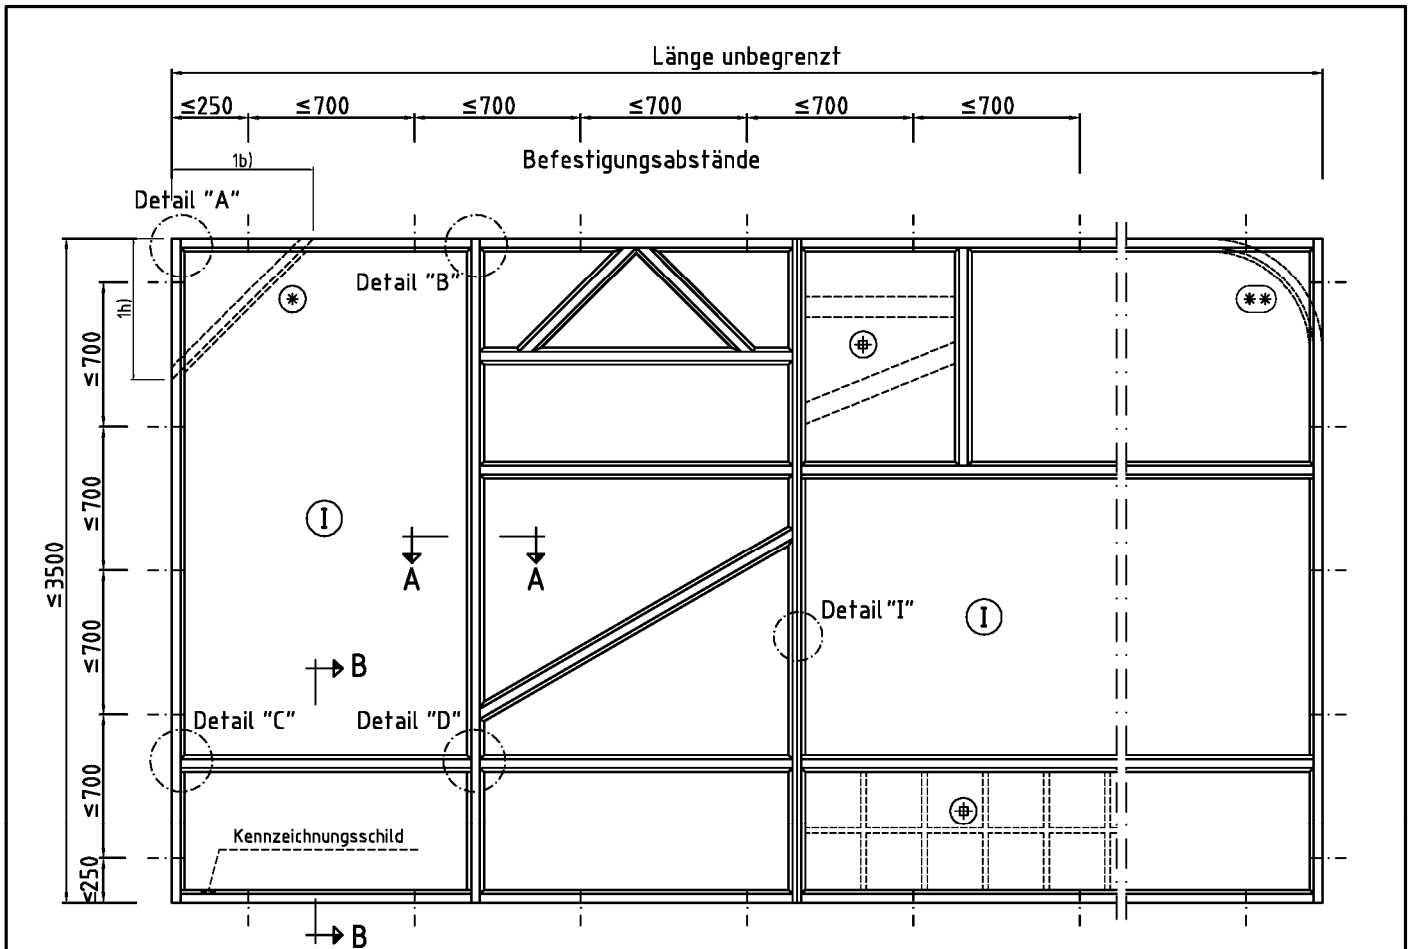 Länge unbegrenzt
≤250 ≤700 ≤700 ≤700 ≤700 ≤700
Befestigungsabstände
1b)
Detail "A"
Detail "B"
1h)
* **
≤700
≤700
≤3500
I
A A
Detail "I"
I
≤700
B
Detail "C" Detail "D"
≤700
Kennzeichnungsschild
≤250
B